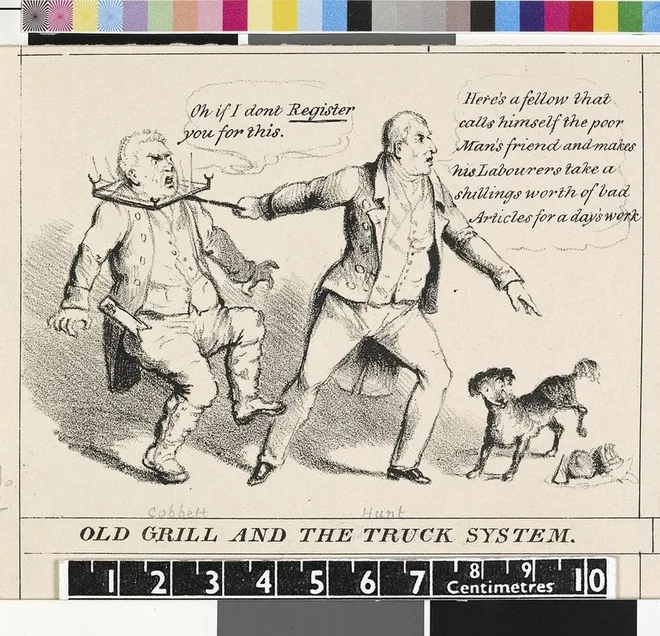 Oh if I dont Register
you for this.
Here's a fellow that
calls himself the poor
Man's friend and makes
his Labourers take a
shillings worth of bad
Articles for a day's work
Cobbett
Hunt
OLD GRILL AND THE TRUCK SYSTEM.
1 2 3 4 5 6 7 8 9 10
Centimetres